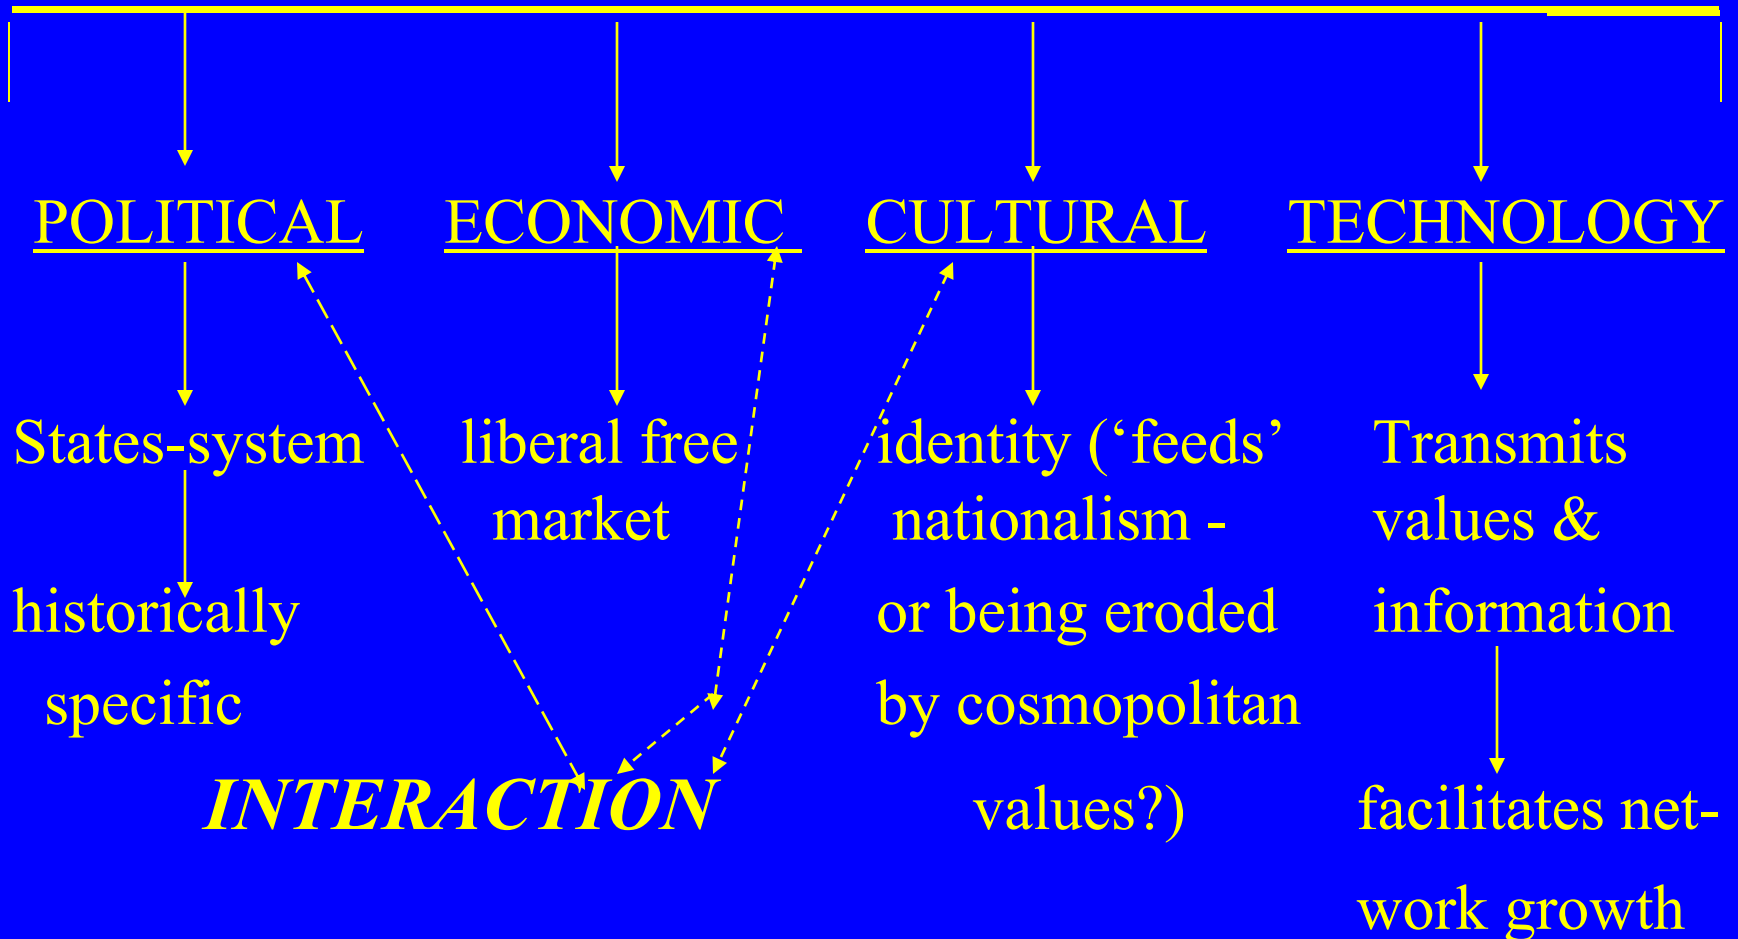 POLITICAL
States-system
historically
specific
ECONOMIC
liberal free
market
CULTURAL
identity (‘feeds’
nationalism -
or being eroded
by cosmopolitan
values?)
TECHNOLOGY
Transmits
values &
information
facilitates net-
work growth
INTERACTION